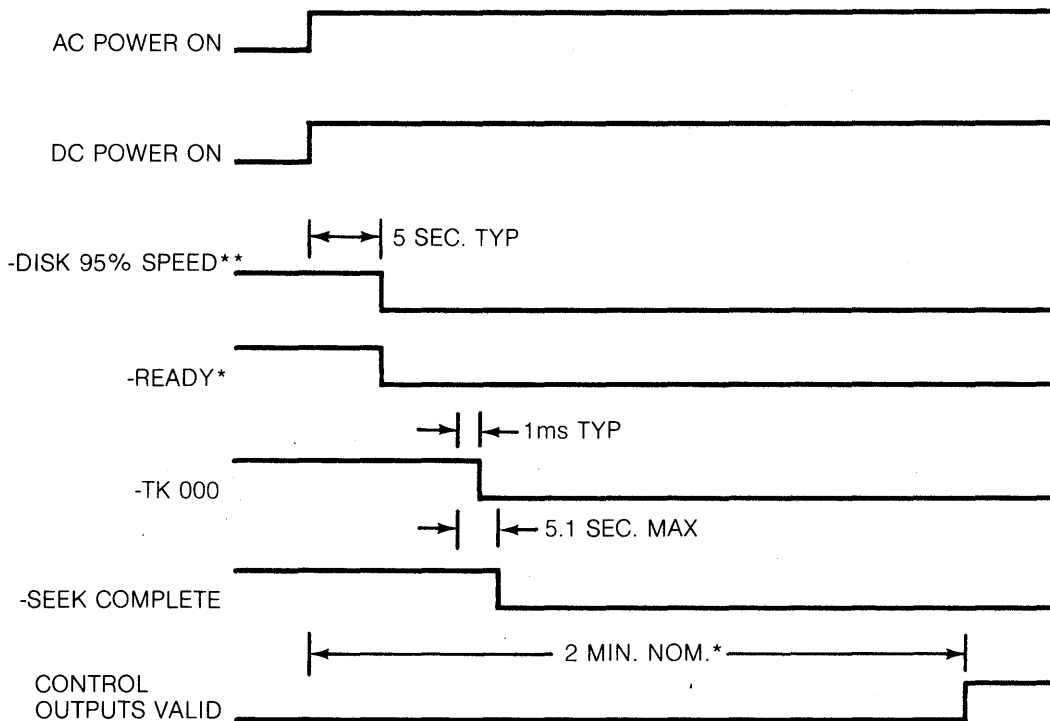 AC POWER ON
DC POWER ON
5 SEC. TYP
-DISK 95% SPEED**
-READY*
1ms TYP
-TK 000
5.1 SEC. MAX
-SEEK COMPLETE
2 MIN. NOM.*
CONTROL
OUTPUTS VALID